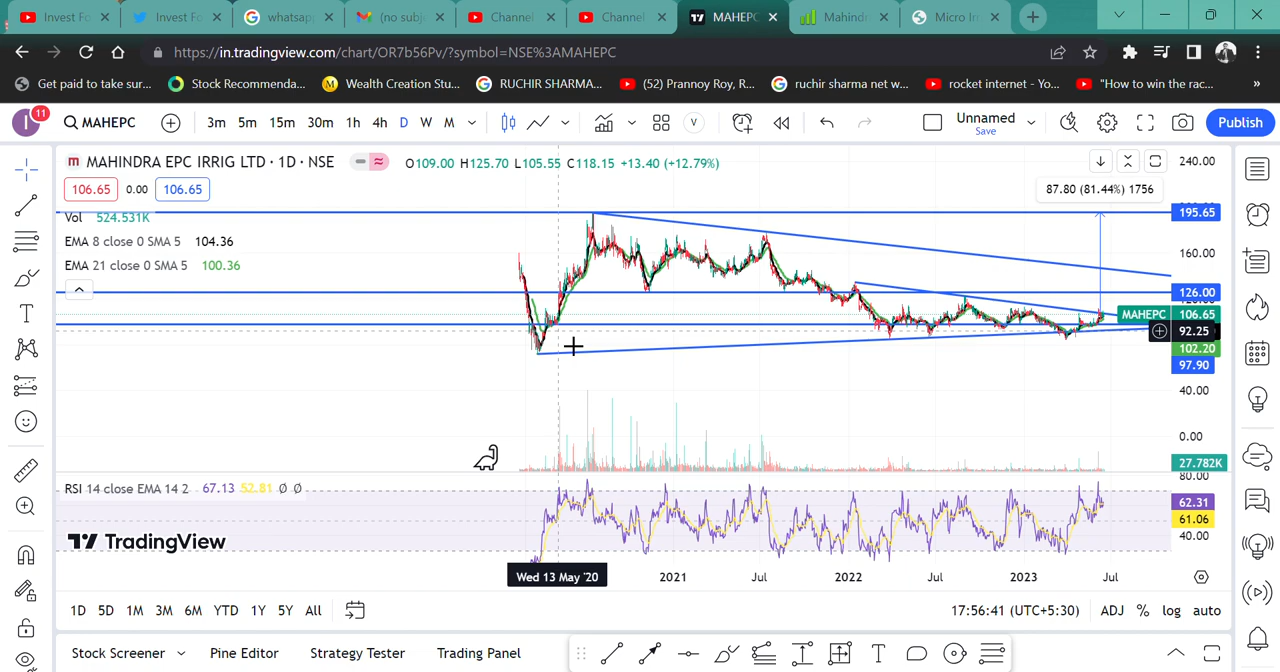 Invest Fo
Invest Fo
whatsapp
(no subj
Channel
Channel
MAHEPC
Mahindr
Micro Ir
https://in.tradingview.com/chart/OR7b56Pv/?symbol=NSE%3AMAHEPC
Get paid to take sur...
Stock Recommenda...
Wealth Creation Stu...
RUCHIR SHARMA...
(52) Prannoy Roy, R...
ruchir sharma net w...
rocket internet - Yo...
"How to win the rac...
»
I
11
MAHEPC
3m 5m 15m 30m 1h 4h D W M
V
Unnamed
Save
Publish
m MAHINDRA EPC IRRIG LTD · 1D · NSE
O109.00 H125.70 L105.55 C118.15 +13.40 (+12.79%)
106.65 0.00 106.65
Vol 524.531K
EMA 8 close 0 SMA 5 104.36
EMA 21 close 0 SMA 5 100.36
87.80 (81.44%) 1756
240.00
195.65
160.00
126.00
MAHEPC 106.65
92.25
102.20
97.90
40.00
0.00
27.782K
80.00
RSI 14 close EMA 14 2 67.13 52.81 Ø Ø
62.31
61.06
40.00
TradingView
Wed 13 May '20
2021 Jul 2022 Jul 2023 Jul
1D 5D 1M 3M 6M YTD 1Y 5Y All
17:56:41 (UTC+5:30) ADJ % log auto
Stock Screener Pine Editor Strategy Tester Trading Panel
T